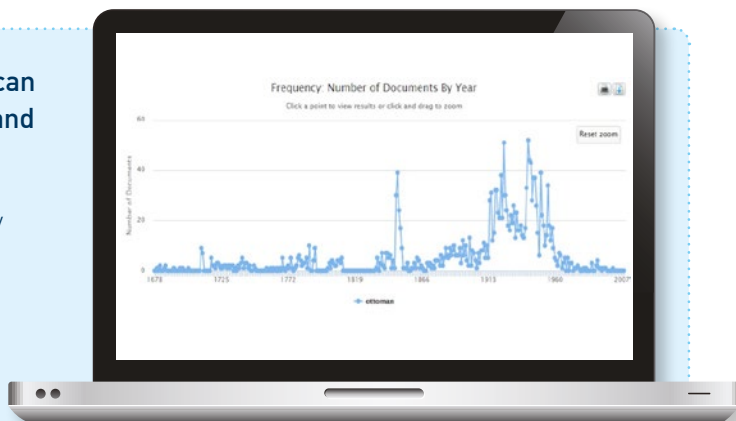 can
and
y
Frequency: Number of Documents By Year
Click a point to view results or click and drag to zoom
Reset zoom
60
40
20
0
Number of Documents
1678 1725 1772 1819 1866 1913 1960 2007
ottoman